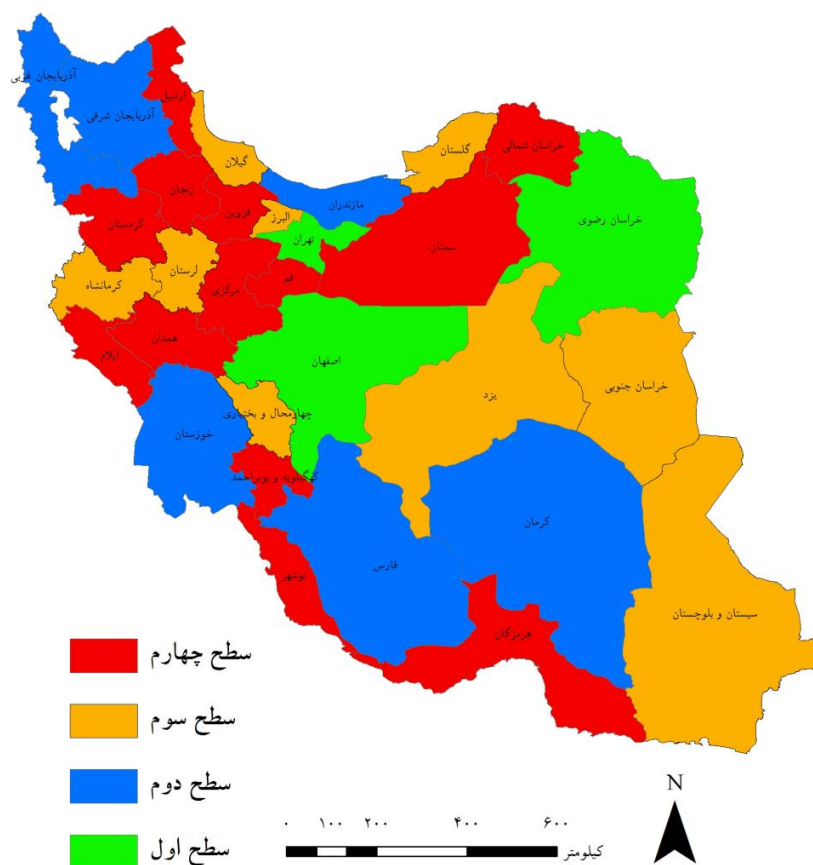 آذربایجان غربی
اردبیل
آذربایجان شرقی
گیلان
گلستان
خراسان شمالی
زنجان
مازندران
قزوین
البرز
کردستان
خراسان رضوی
تهران
سمنان
لرستان
قم
کرمانشاه
مرکزی
همدان
ایلام
اصفهان
یزد
خراسان جنوبی
چهارمحال و بختیاری
خوزستان
کهگیلویه و بویراحمد
کرمان
فارس
بوشهر
سیستان و بلوچستان
هرمزگان
سطح چهارم
سطح سوم
سطح دوم
سطح اول
N
۰ ۱۰۰ ۲۰۰ ۴۰۰ ۶۰۰
کیلومتر